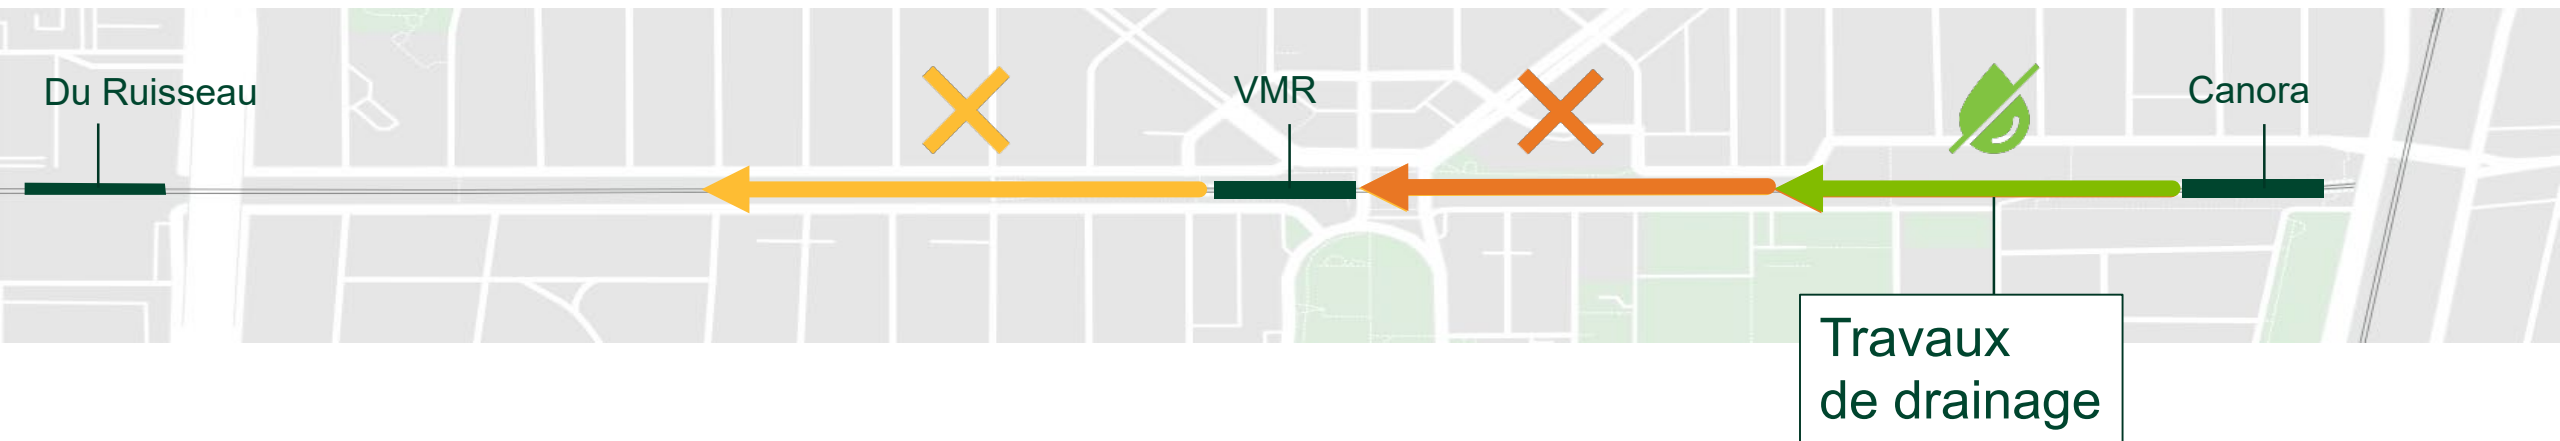 Du Ruisseau
VMR
Canora
Travaux
de drainage